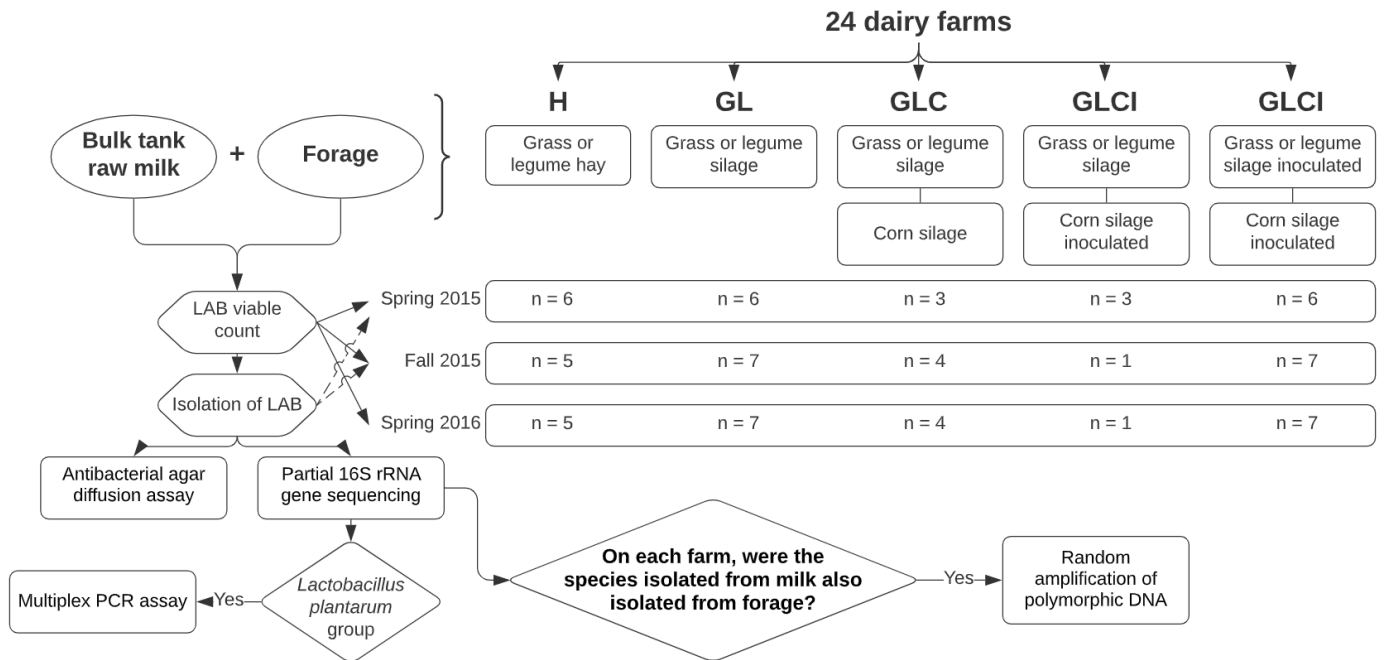 24 dairy farms
H
GL
GLC
GLCI
GLCI
Bulk tank
raw milk
+
Forage
Grass or
legume hay
Grass or legume
silage
Grass or legume
silage
Grass or legume
silage
Grass or legume
silage inoculated
Corn silage
Corn silage
inoculated
Corn silage
inoculated
LAB viable
count
Spring 2015
n = 6
n = 6
n = 3
n = 3
n = 6
Fall 2015
n = 5
n = 7
n = 4
n = 1
n = 7
Isolation of LAB
Spring 2016
n = 5
n = 7
n = 4
n = 1
n = 7
Antibacterial agar
diffusion assay
Partial 16S rRNA
gene sequencing
On each farm, were the
species isolated from milk also
isolated from forage?
Yes
Random
amplification of
polymorphic DNA
Lactobacillus
plantarum
group
Yes
Multiplex PCR assay